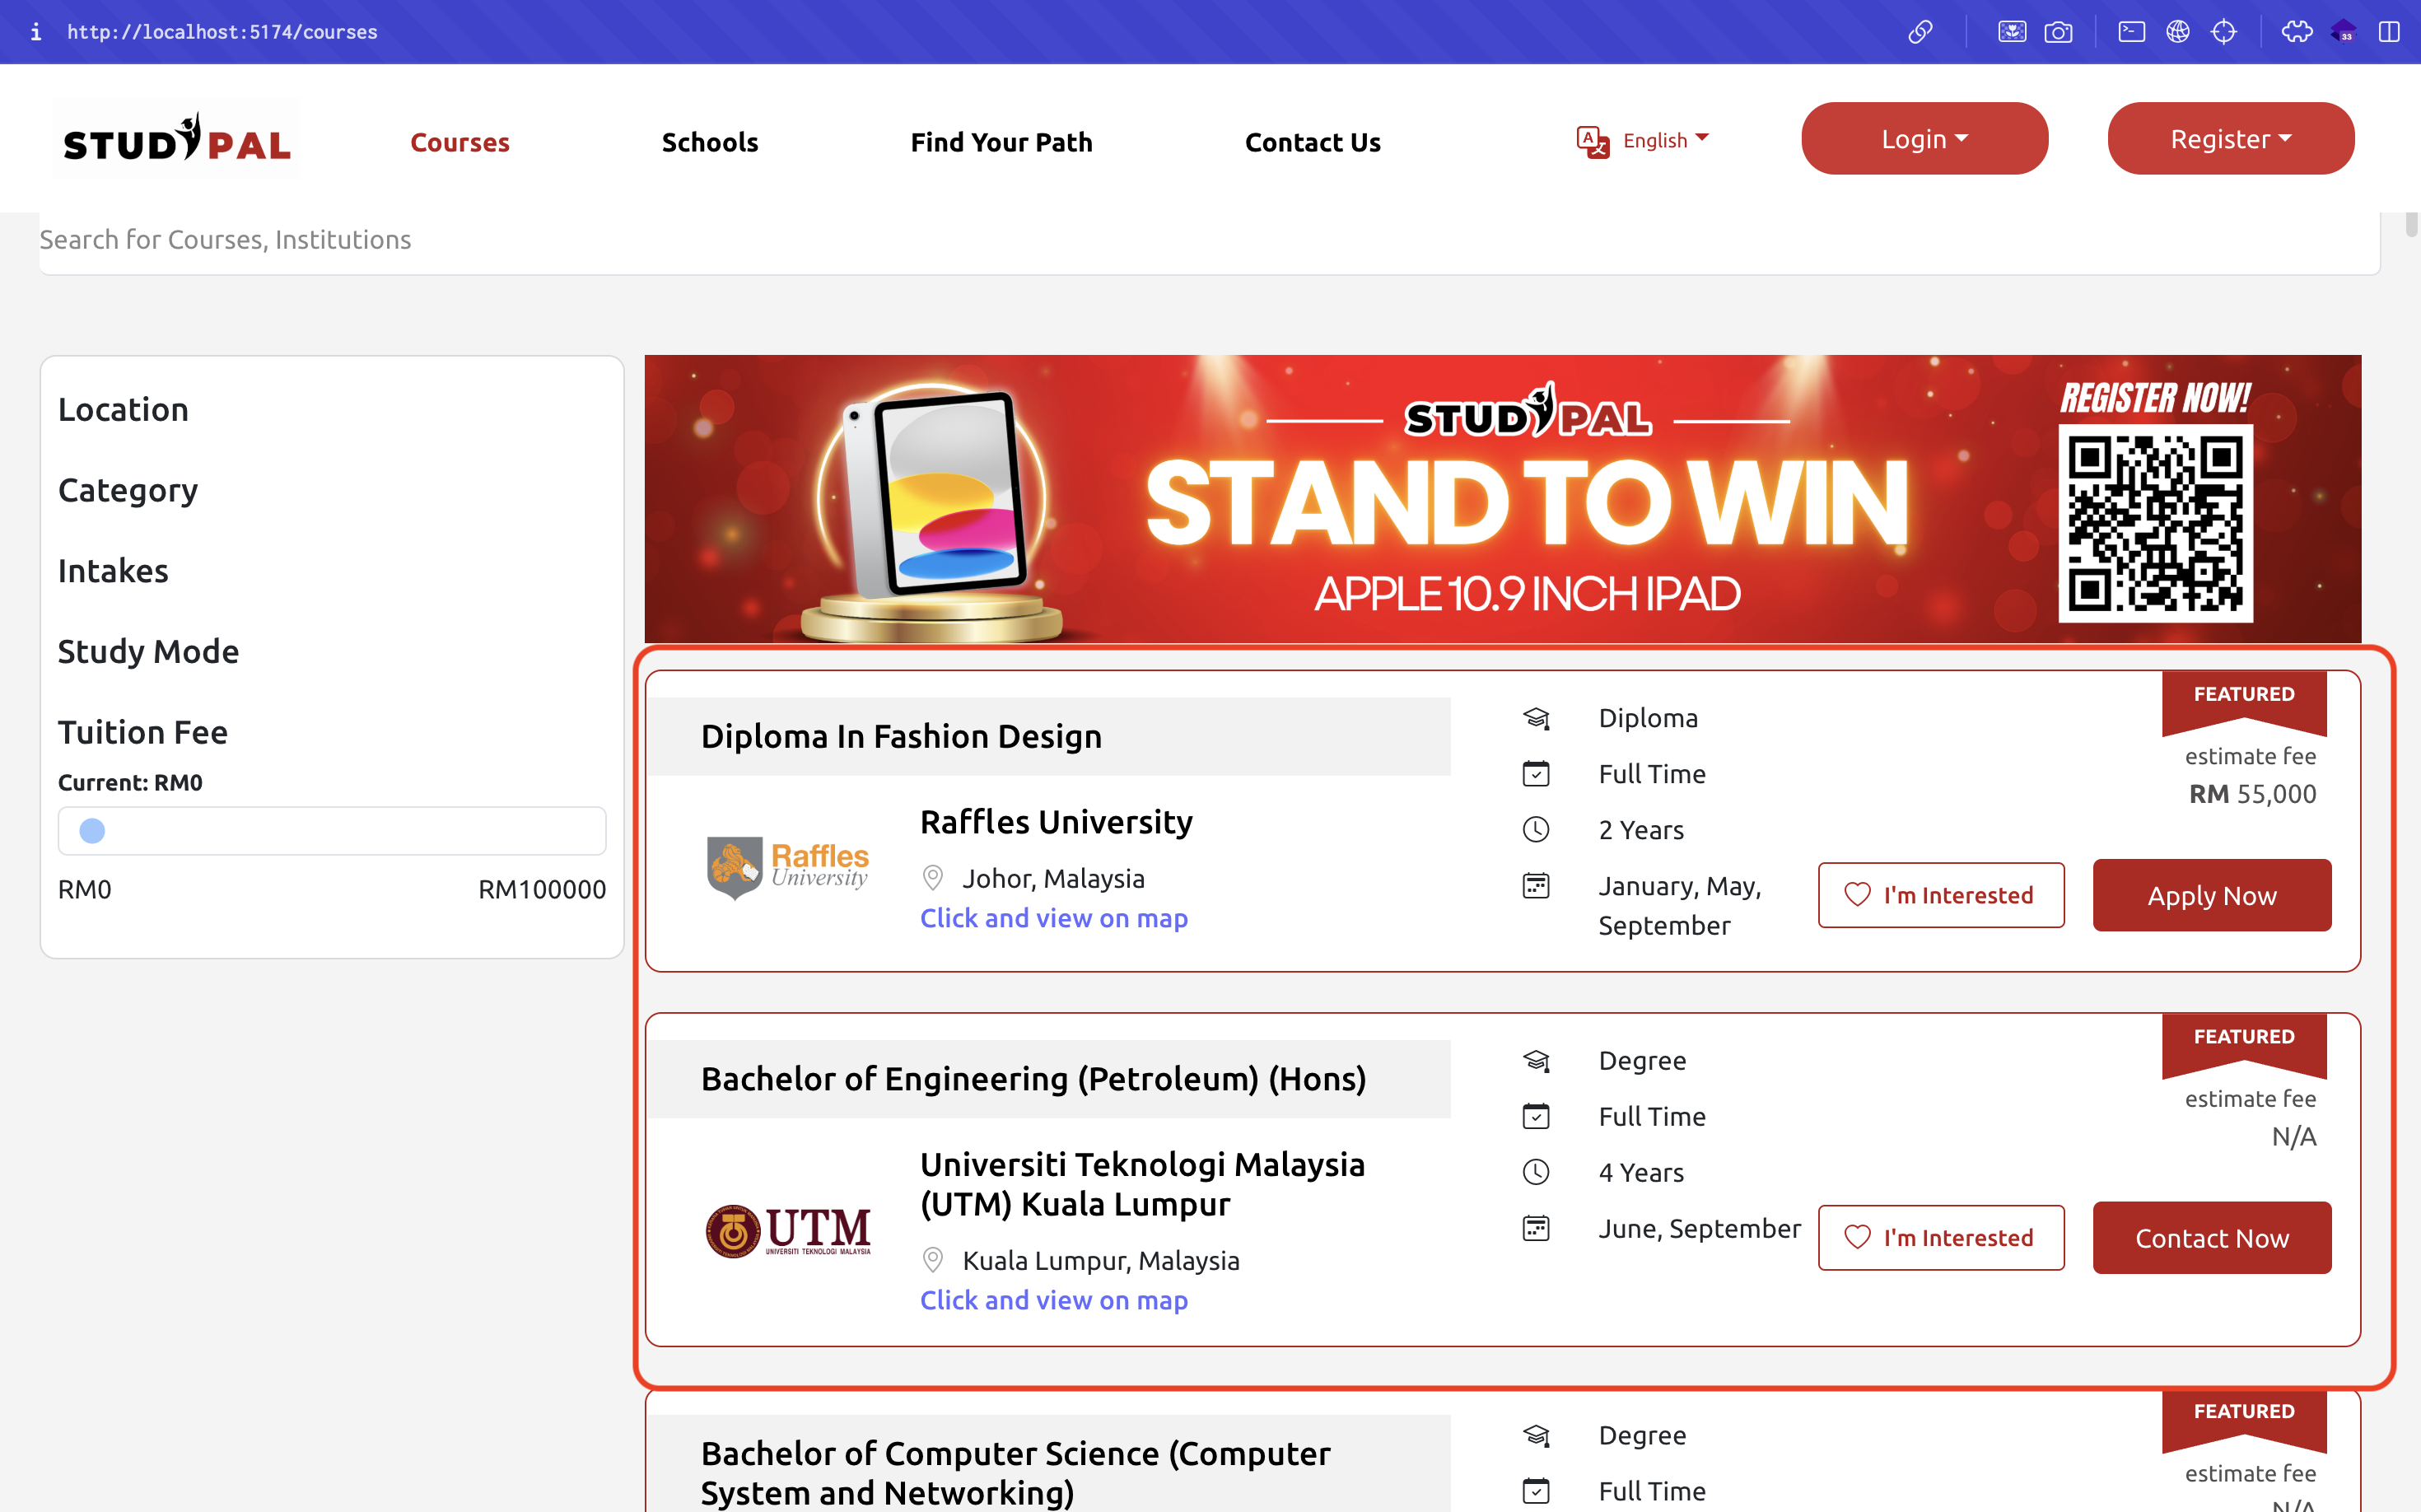 http://localhost:5174/courses
33
STUDYPAL
Courses
Schools
Find Your Path
Contact Us
English
Login
Register
Search for Courses, Institutions
Location
Category
Intakes
Study Mode
Tuition Fee
Current: RM0
RM0
RM100000
STUDYPAL
STAND TO WIN
APPLE 10.9 INCH IPAD
REGISTER NOW!
Diploma In Fashion Design
Raffles
University
Raffles University
Johor, Malaysia
Click and view on map
Diploma
Full Time
2 Years
January, May,
September
FEATURED
estimate fee
RM 55,000
I'm Interested
Apply Now
Bachelor of Engineering (Petroleum) (Hons)
UTM
UNIVERSITI TEKNOLOGI MALAYSIA
Universiti Teknologi Malaysia
(UTM) Kuala Lumpur
Kuala Lumpur, Malaysia
Click and view on map
Degree
Full Time
4 Years
June, September
FEATURED
estimate fee
N/A
I'm Interested
Contact Now
Bachelor of Computer Science (Computer
System and Networking)
Degree
Full Time
FEATURED
estimate fee
N/A